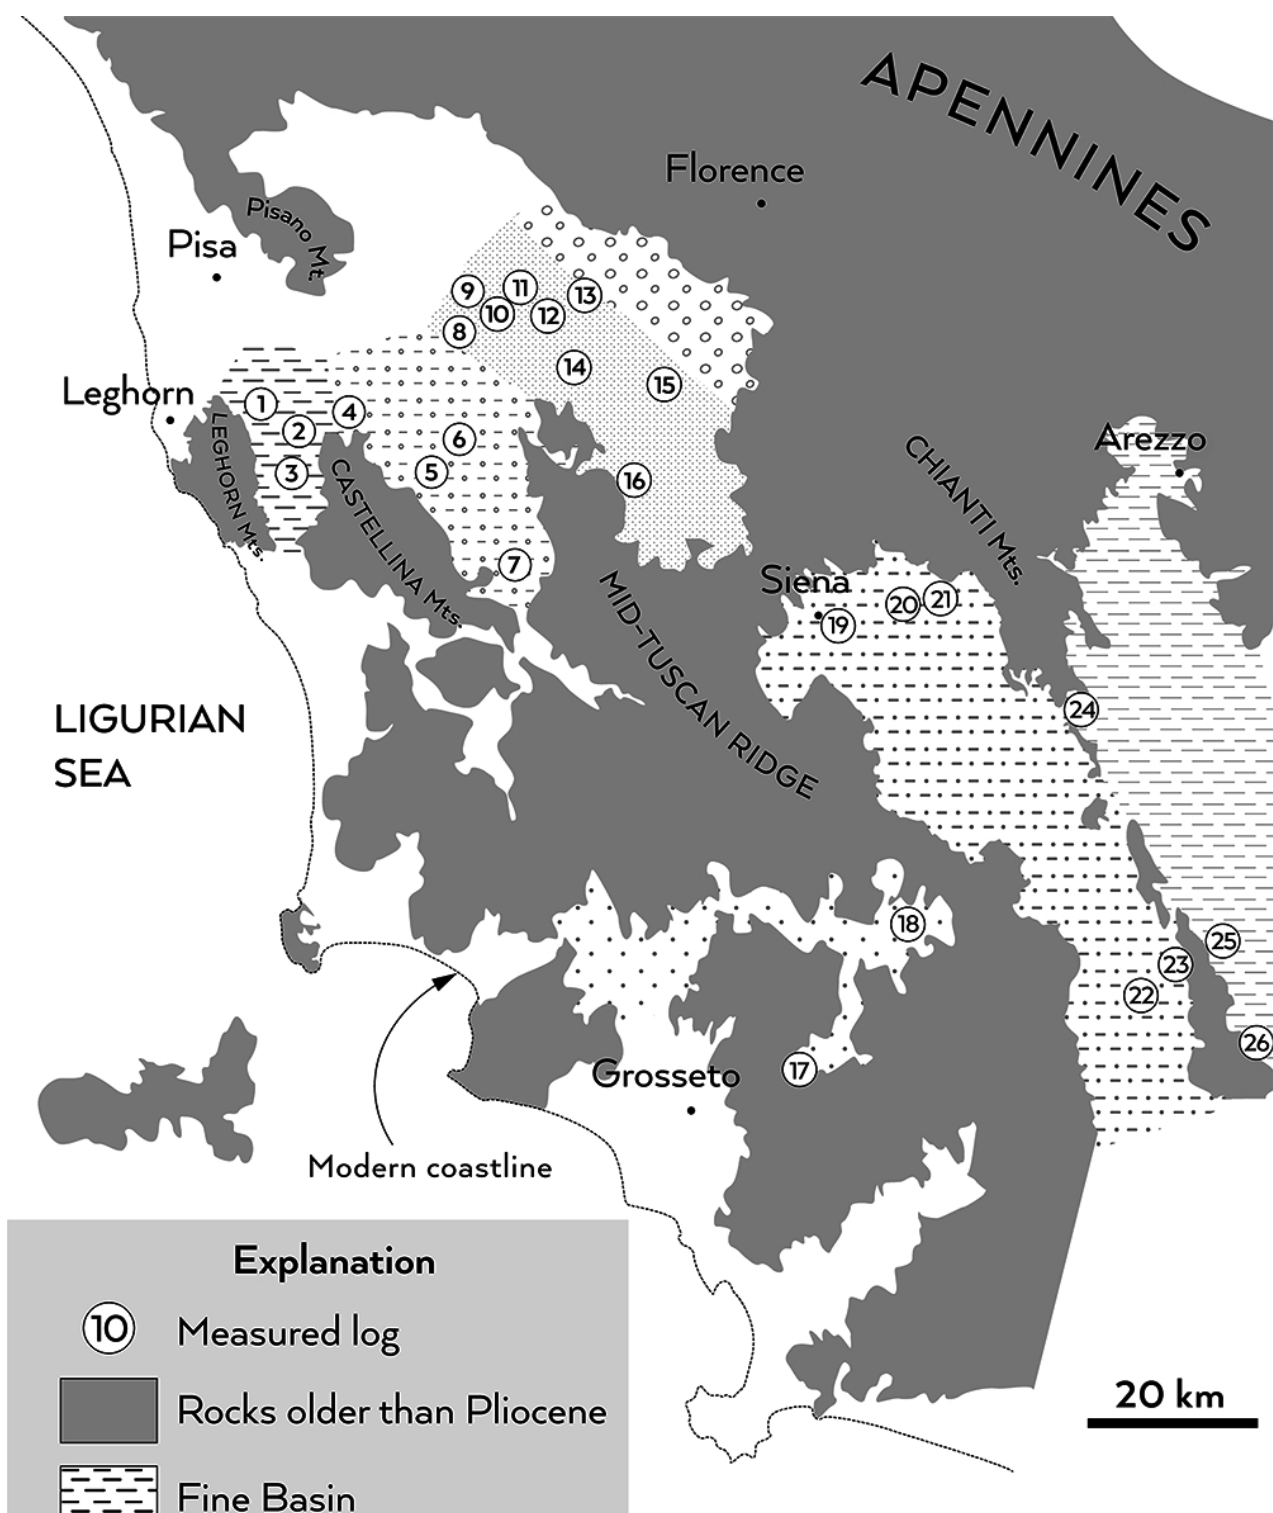 APENNINES
Florence
Pisano Mt.
Pisa
9
11
13
10
12
8
14
15
Leghorn
1
4
2
6
3
5
16
LEGHORN Mts.
CASTELLINA Mts.
7
CHIANTI Mts.
Arezzo
Siena
20
21
19
MID-TUSCAN RIDGE
24
LIGURIAN
SEA
18
25
23
22
26
17
Grosseto
Modern coastline
Explanation
10 Measured log
Rocks older than Pliocene
Fine Basin
20 km